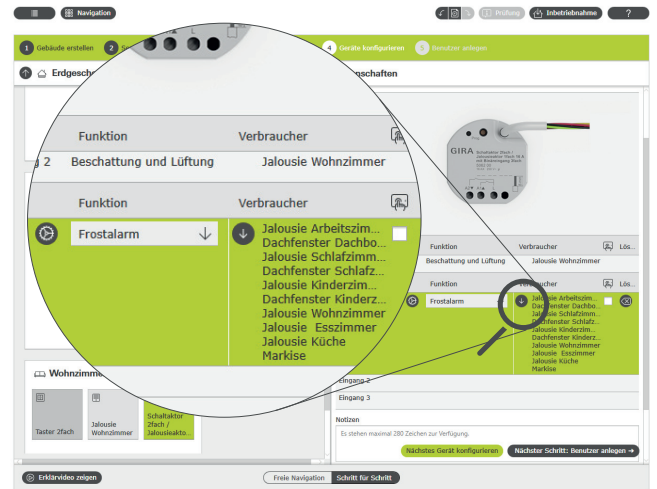 Navigation
Prüfung
Inbetriebnahme
?
1 Gebäude erstellen
2
4 Geräte konfigurieren
5 Benutzer anlegen
L
Funktion Verbraucher
2 Beschattung und Lüftung Jalousie Wohnzimmer
Funktion Verbraucher
Frostalarm
Jalousie Arbeitszim...
Dachfenster Dachbo...
Jalousie Schlafzimm...
Dachfenster Schlafz...
Jalousie Kinderzim...
Dachfenster Kinderz...
Jalousie Wohnzimmer
Jalousie Esszimmer
Jalousie Küche
Markise
GIRA
Schaltaktor 2fach /
Funktion Verbraucher Lös...
Beschattung und Lüftung Jalousie Wohnzimmer
Funktion Verbraucher Lös...
Frostalarm
Jalousie Arbeitszim...
Dachfenster Dachbo...
Jalousie Schlafzimm...
Dachfenster Schlafz...
Jalousie Kinderzim...
Dachfenster Kinderz...
Jalousie Wohnzimmer
Jalousie Esszimmer
Jalousie Küche
Markise
Eingang 2
Eingang 3
Notizen
Es stehen maximal 280 Zeichen zur Verfügung.
Nächstes Gerät konfigurieren
Nächster Schritt: Benutzer anlegen →
Taster 2fach
Jalousie
Wohnzimmer
Schaltaktor
2fach /
Jalousieakto...
Erklärvideo zeigen
Freie Navigation
Schritt für Schritt